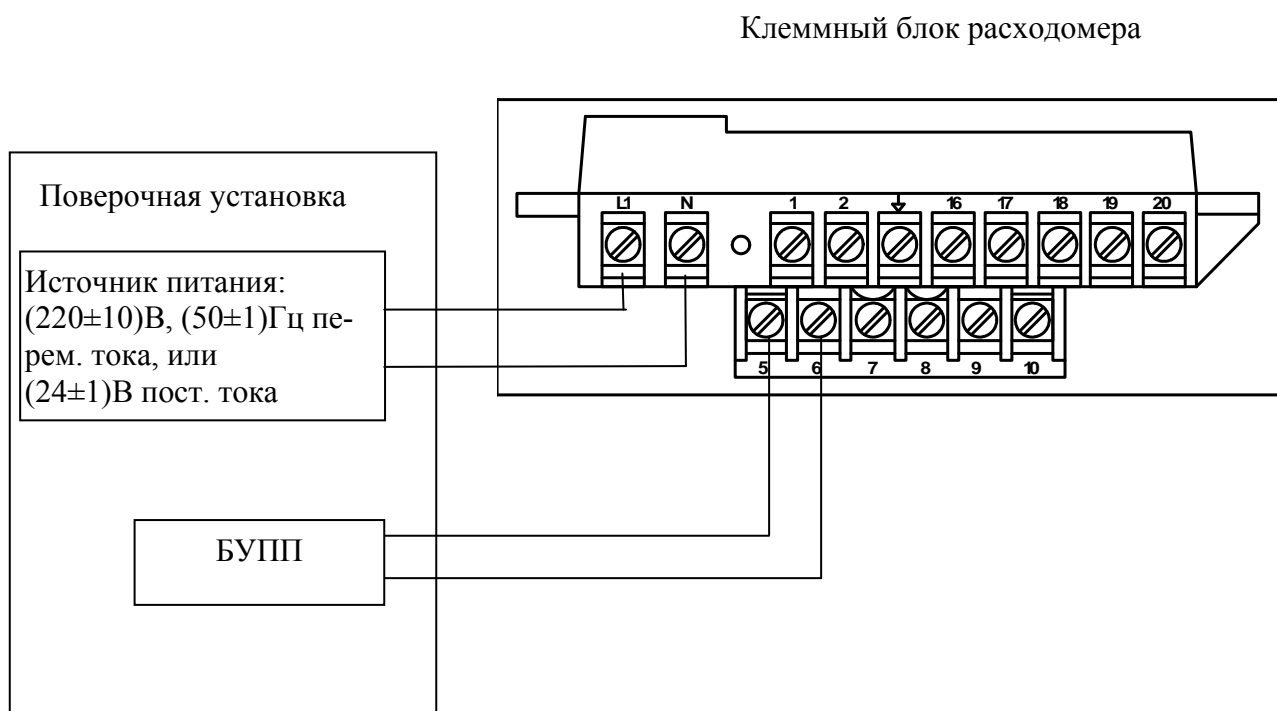 Клеммный блок расходомера
Поверочная установка
L1 N 1 2 16 17 18 19 20
Источник питания:
(220±10)В, (50±1)Гц пе-
рем. тока, или
(24±1)В пост. тока
5 6 7 8 9 10
БУПП